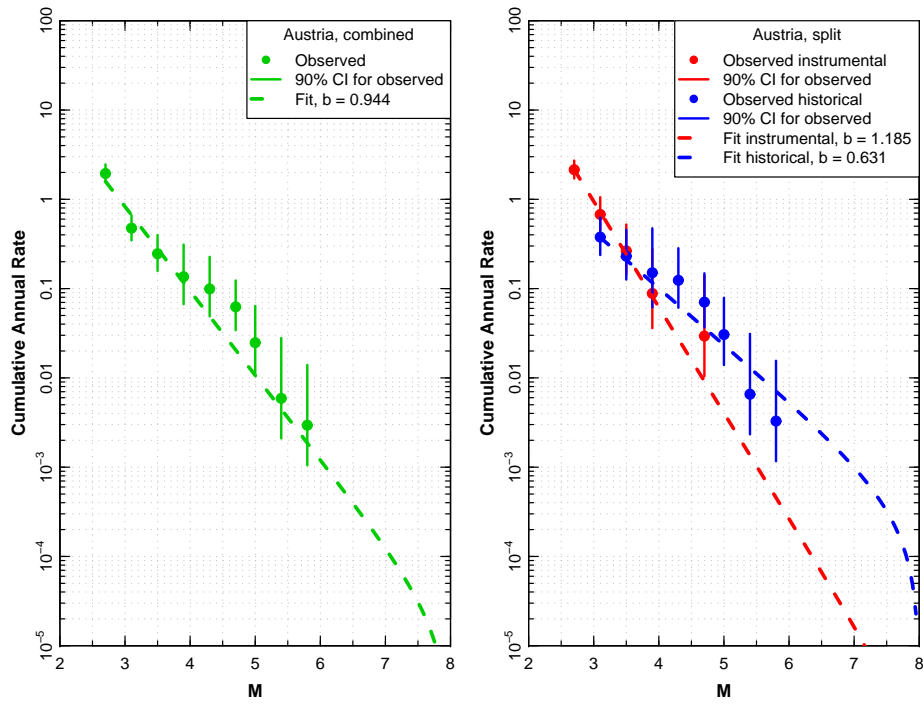 Austria, combined
Observed
90% CI for observed
Fit, b = 0.944
Cumulative Annual Rate
100
10
1
0.1
0.01
10⁻³
10⁻⁴
10⁻⁵
2 3 4 5 6 7 8
M
Austria, split
Observed instrumental
90% CI for observed
Observed historical
90% CI for observed
Fit instrumental, b = 1.185
Fit historical, b = 0.631
Cumulative Annual Rate
100
10
1
0.1
0.01
10⁻³
10⁻⁴
10⁻⁵
2 3 4 5 6 7 8
M